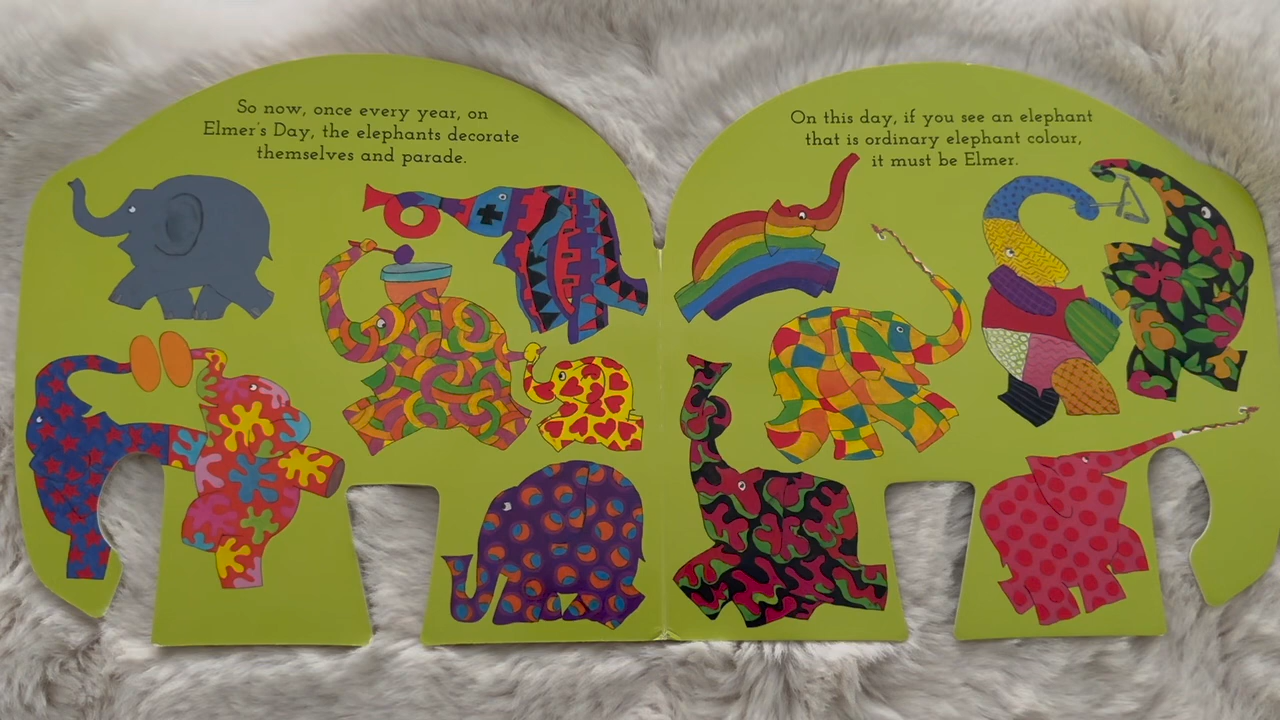 So now, once every year, on
Elmer's Day, the elephants decorate
themselves and parade.
On this day, if you see an elephant
that is ordinary elephant colour,
it must be Elmer.